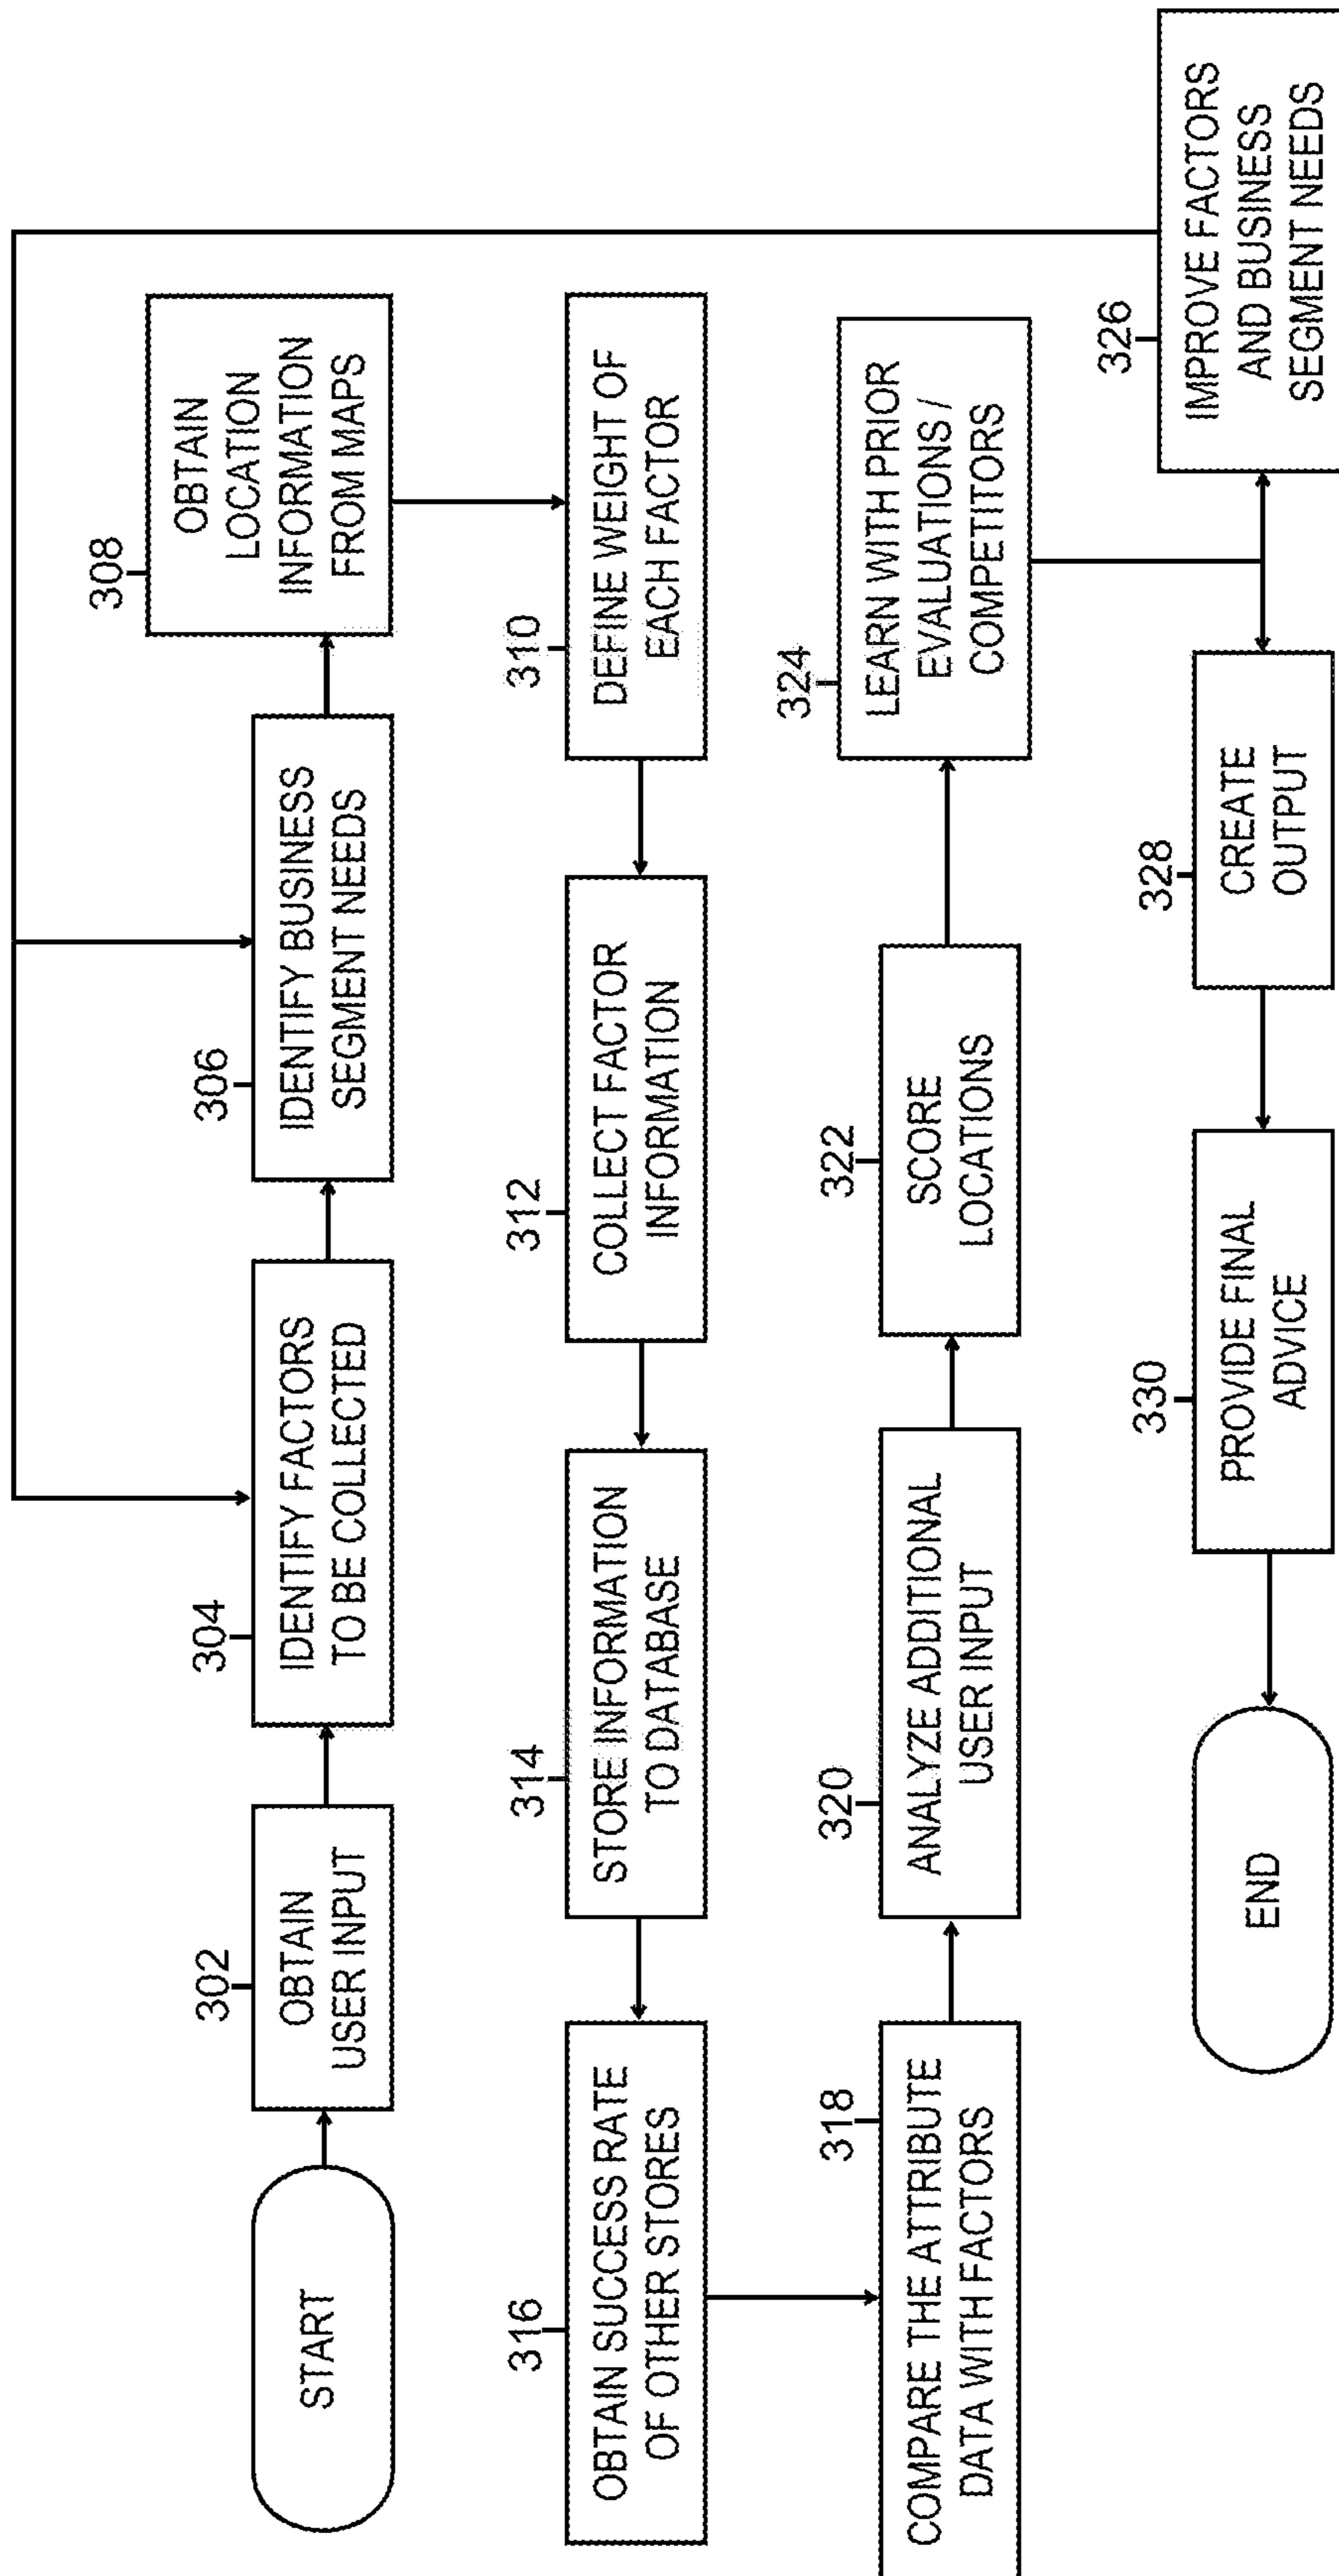 START
302
OBTAIN
USER INPUT
304
IDENTIFY FACTORS
TO BE COLLECTED
306
IDENTIFY BUSINESS
SEGMENT NEEDS
308
OBTAIN
LOCATION
INFORMATION
FROM MAPS
310
DEFINE WEIGHT OF
EACH FACTOR
312
COLLECT FACTOR
INFORMATION
314
STORE INFORMATION
TO DATABASE
316
OBTAIN SUCCESS RATE
OF OTHER STORES
318
COMPARE THE ATTRIBUTE
DATA WITH FACTORS
320
ANALYZE ADDITIONAL
USER INPUT
322
SCORE
LOCATIONS
324
LEARN WITH PRIOR
EVALUATIONS /
COMPETITORS
326
IMPROVE FACTORS
AND BUSINESS
SEGMENT NEEDS
328
CREATE
OUTPUT
330
PROVIDE FINAL
ADVICE
END